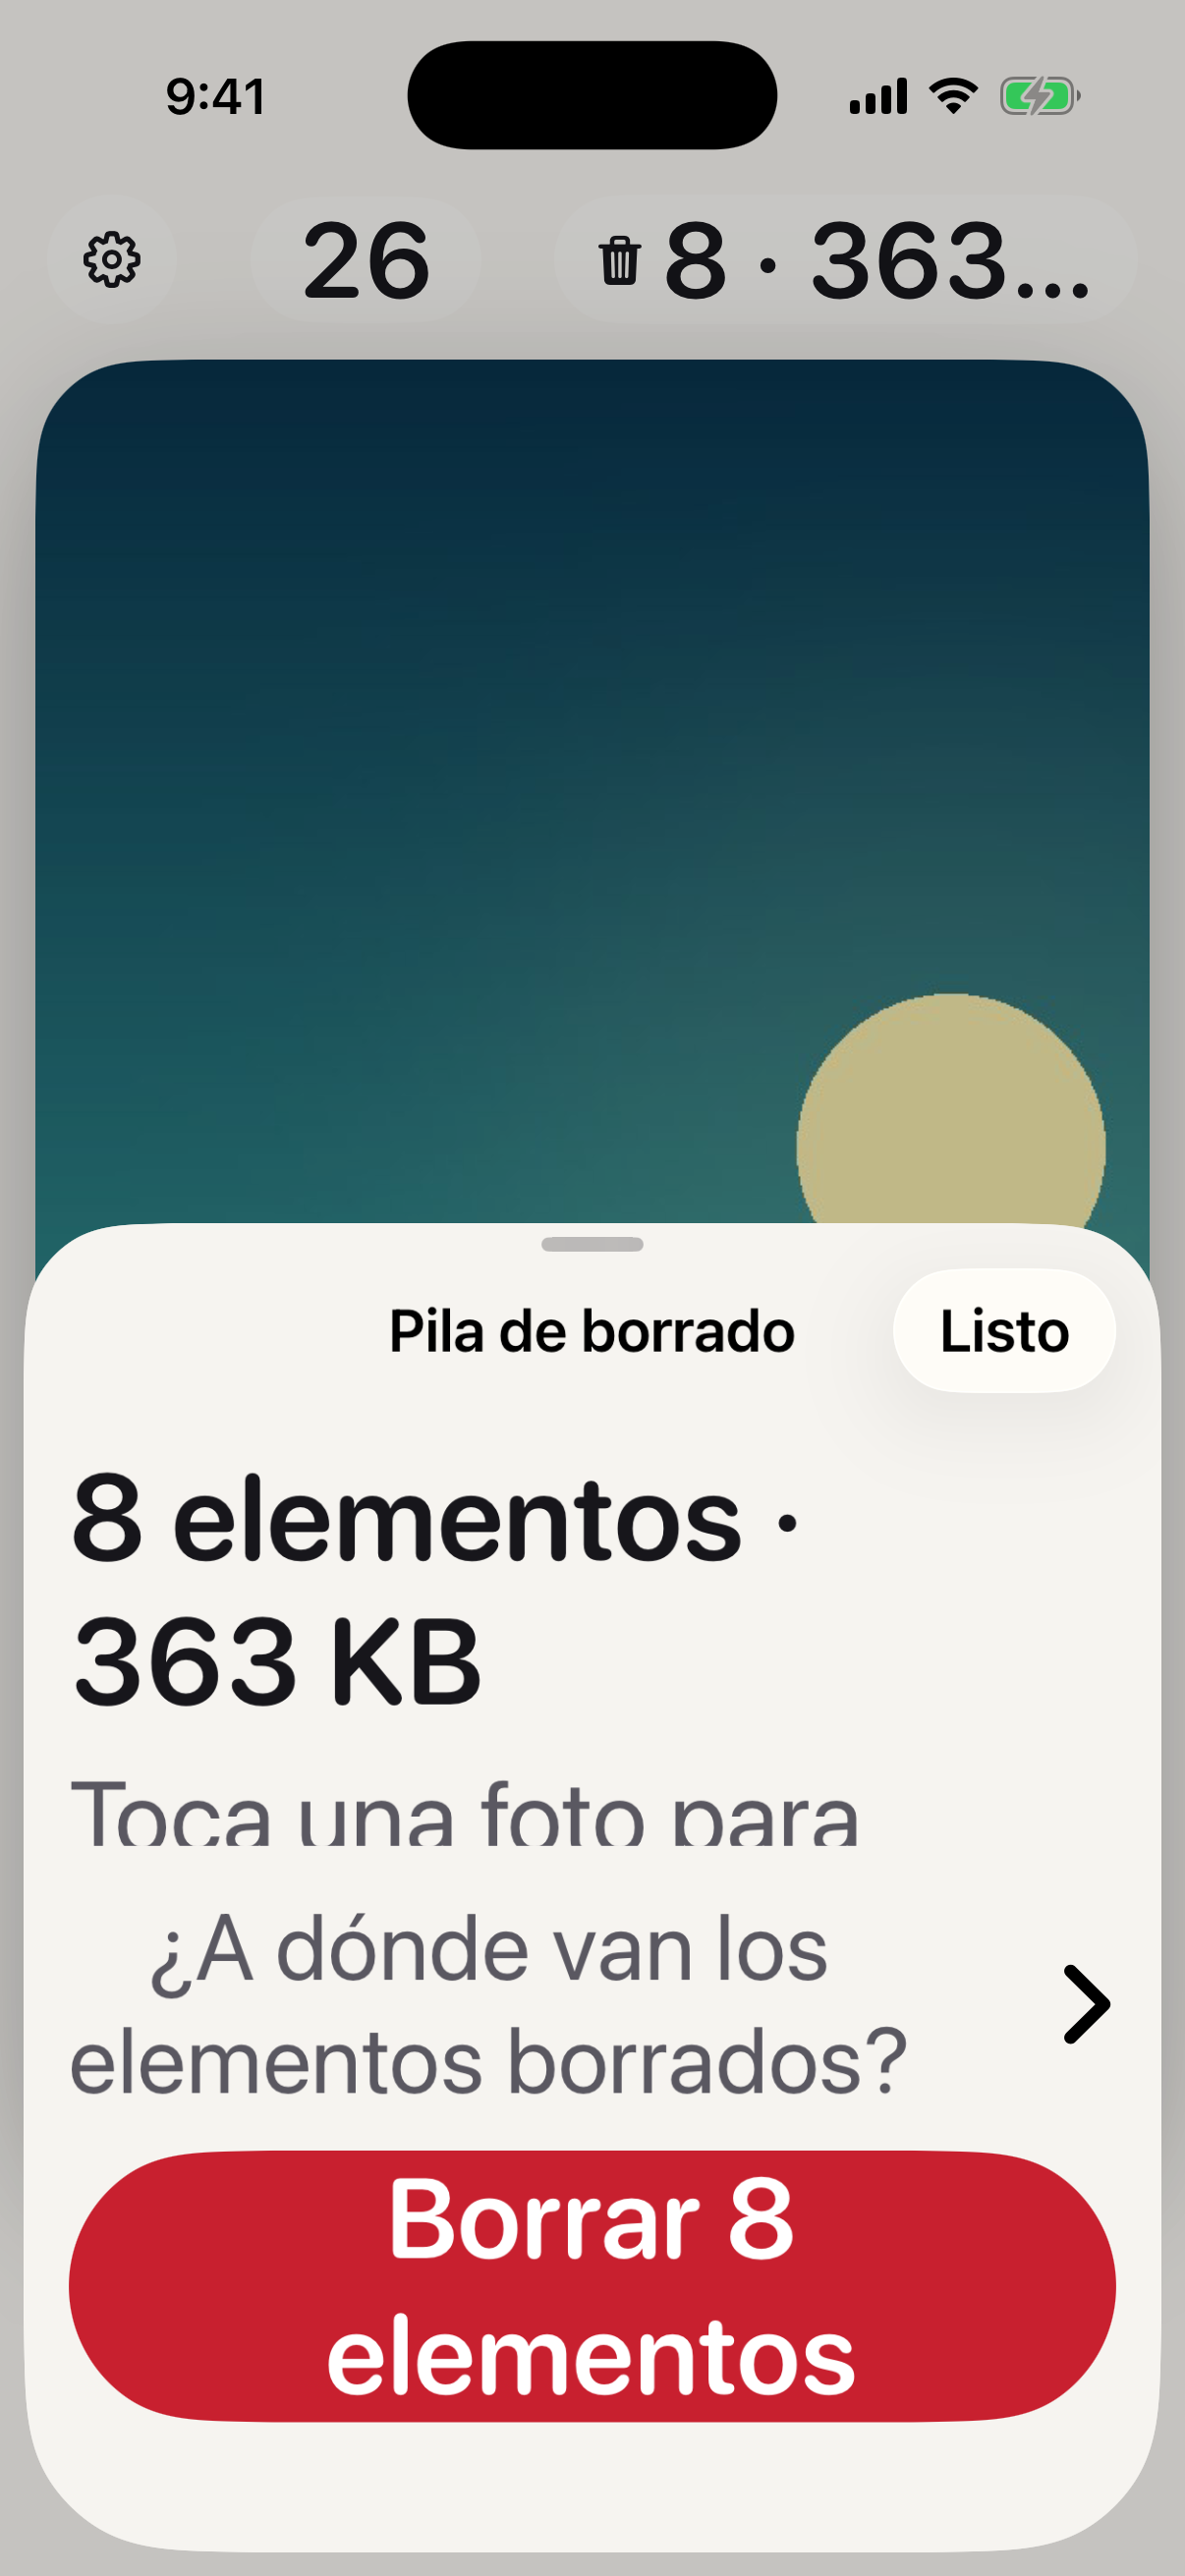 9:41
26
8 · 363...
Pila de borrado
Listo
8 elementos ·
363 KB
Toca una foto para
¿A dónde van los
elementos borrados?
Borrar 8
elementos